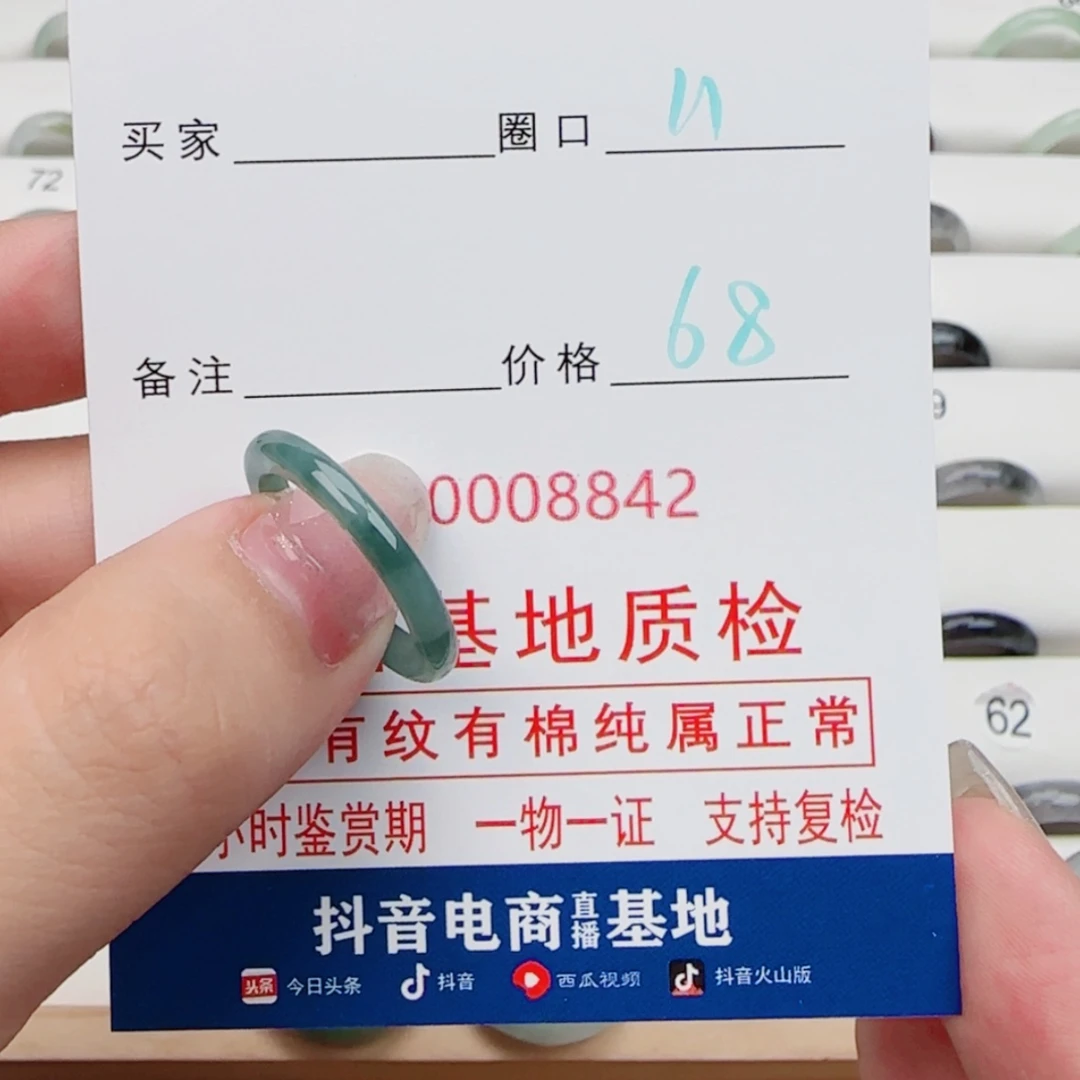 买家 圈口 11
72
备注 价格 68
9
0008842
基地质检
62
有纹有棉纯属正常
小时鉴赏期 一物一证 支持复检
抖音电商直播基地
头条 今日头条 抖音 西瓜视频 抖音火山版